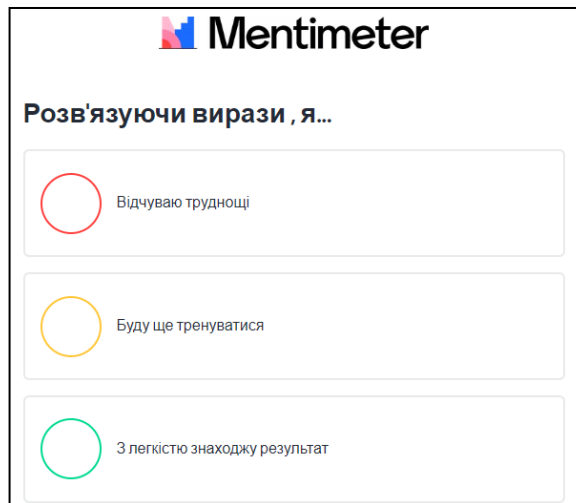 Mentimeter
Розв'язуючи вирази , я...
Відчуваю труднощі
Буду ще тренуватися
З легкістю знаходжу результат